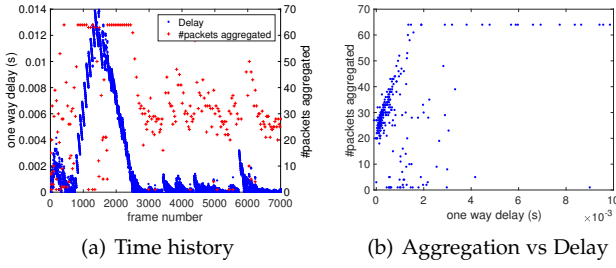 0.014
0.012
0.01
0.008
0.006
0.004
0.002
0
one way delay (s)
Delay
#packets aggregated
70
60
50
40
30
20
10
0
#packets aggregated
0 1000 2000 3000 4000 5000 6000 7000
frame number
(a) Time history
70
60
50
40
30
20
10
0
#packets aggregated
0 2 4 6 8 10
one way delay (s)
×10⁻³
(b) Aggregation vs Delay